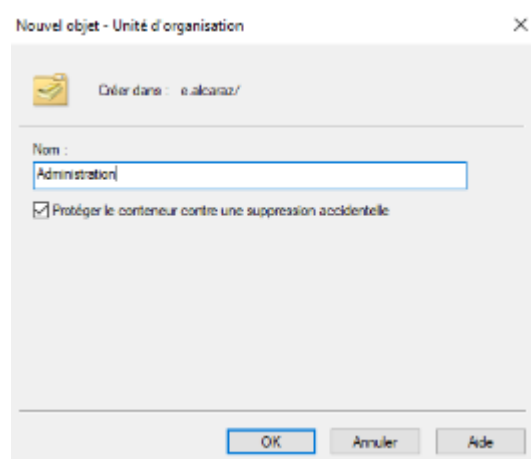 Nouvel objet - Unité d'organisation
Créer dans : e.alcaraz/
Nom :
Administration
Protéger le conteneur contre une suppression accidentelle
OK Annuler Aide